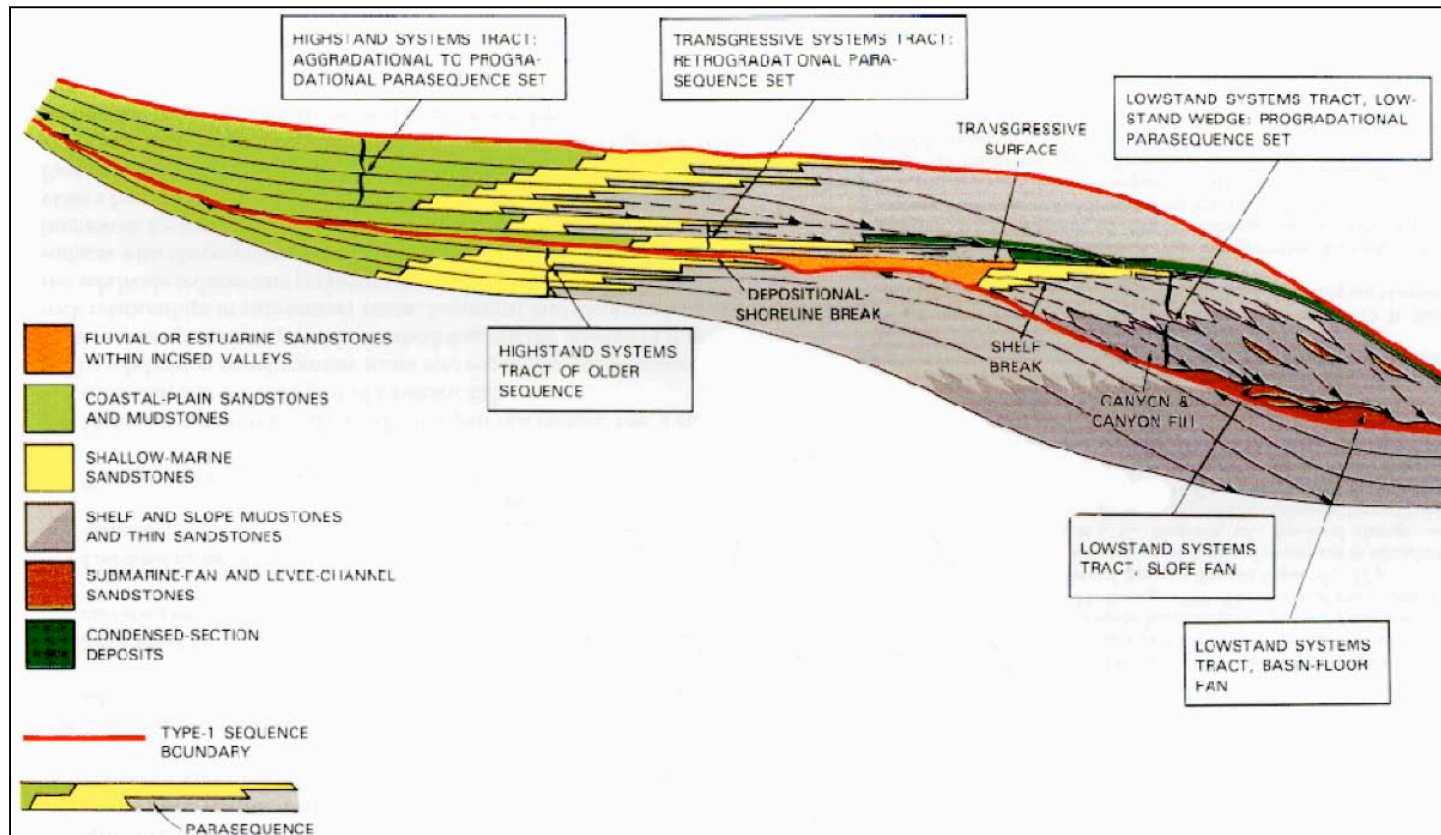 HIGHSTAND SYSTEMS TRACT:
AGGRADATIONAL TO PROGRA-
DATIONAL PARASEQUENCE SET
TRANSGRESSIVE SYSTEMS TRACT:
RETROGRADATIONAL PARA-
SEQUENCE SET
LOWSTAND SYSTEMS TRACT, LOW-
STAND WEDGE: PROGRADATIONAL
PARASEQUENCE SET
TRANSGRESSIVE
SURFACE
DEPOSITIONAL-
SHORELINE BREAK
SHELF
BREAK
CANYON &
CANYON FILL
HIGHSTAND SYSTEMS
TRACT OF OLDER
SEQUENCE
LOWSTAND SYSTEMS
TRACT, SLOPE FAN
LOWSTAND SYSTEMS
TRACT, BASIN-FLOOR
FAN
FLUVIAL OR ESTUARINE SANDSTONES
WITHIN INCISED VALLEYS
COASTAL-PLAIN SANDSTONES
AND MUDSTONES
SHALLOW-MARINE
SANDSTONES
SHELF AND SLOPE MUDSTONES
AND THIN SANDSTONES
SUBMARINE-FAN AND LEVEE-CHANNEL
SANDSTONES
CONDENSED-SECTION
DEPOSITS
TYPE-1 SEQUENCE
BOUNDARY
PARASEQUENCE